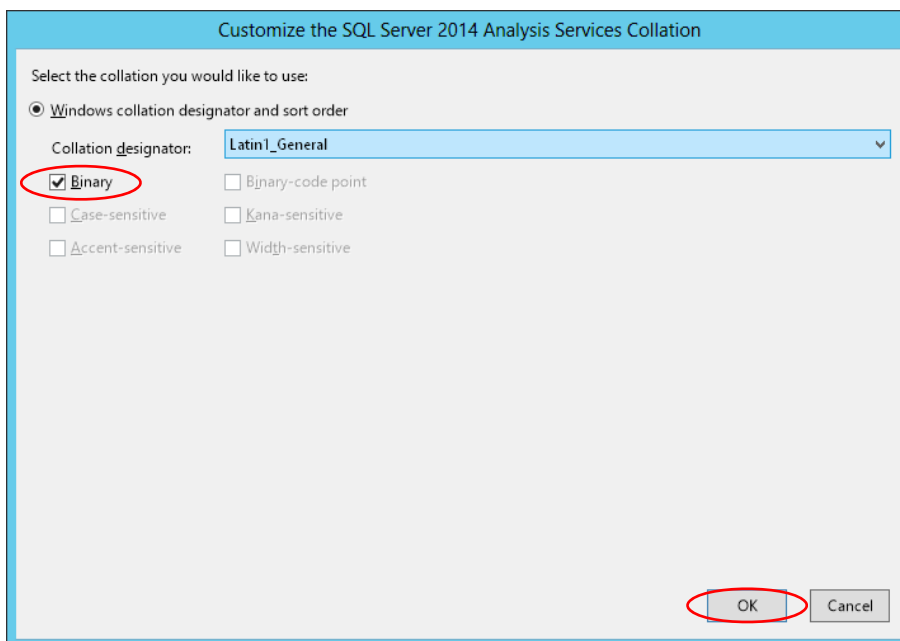 Customize the SQL Server 2014 Analysis Services Collation
Select the collation you would like to use:
Windows collation designator and sort order
Collation designator: Latin1_General
Binary Binary-code point
Case-sensitive Kana-sensitive
Accent-sensitive Width-sensitive
OK Cancel